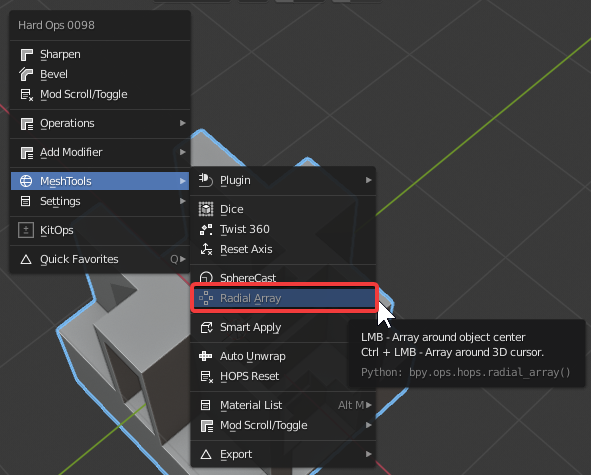 Hard Ops 0098
Sharpen
Bevel
Mod Scroll/Toggle
Operations
Add Modifier
MeshTools
Settings
KitOps
Quick Favorites Q
Plugin
Dice
Twist 360
Reset Axis
SphereCast
Radial Array
Smart Apply
Auto Unwrap
HOPS Reset
Material List Alt M
Mod Scroll/Toggle
Export
LMB - Array around object center
Ctrl + LMB - Array around 3D cursor.
Python: bpy.ops.hops.radial_array()